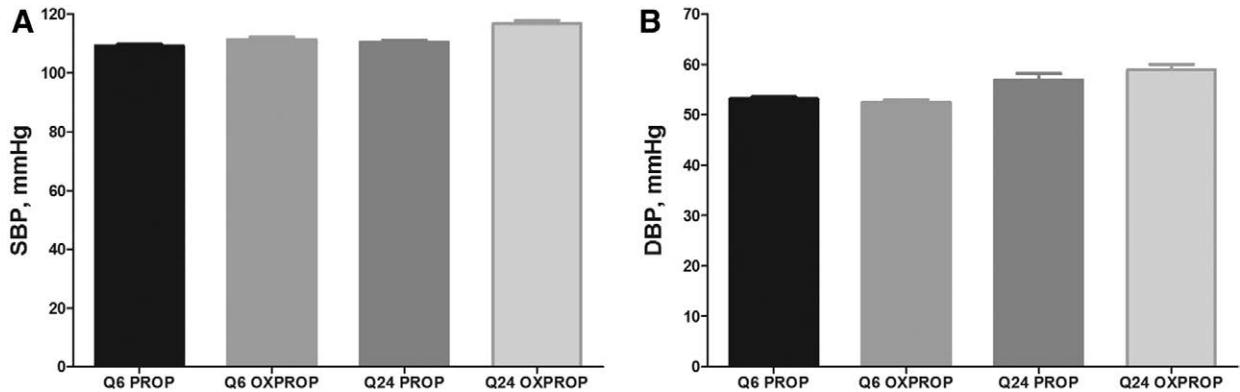 A
SBP, mmHg
120
100
80
60
40
20
0
Q6 PROP Q6 OXPROP Q24 PROP Q24 OXPROP
B
DBP, mmHg
70
60
50
40
30
20
10
0
Q6 PROP Q6 OXPROP Q24 PROP Q24 OXPROP